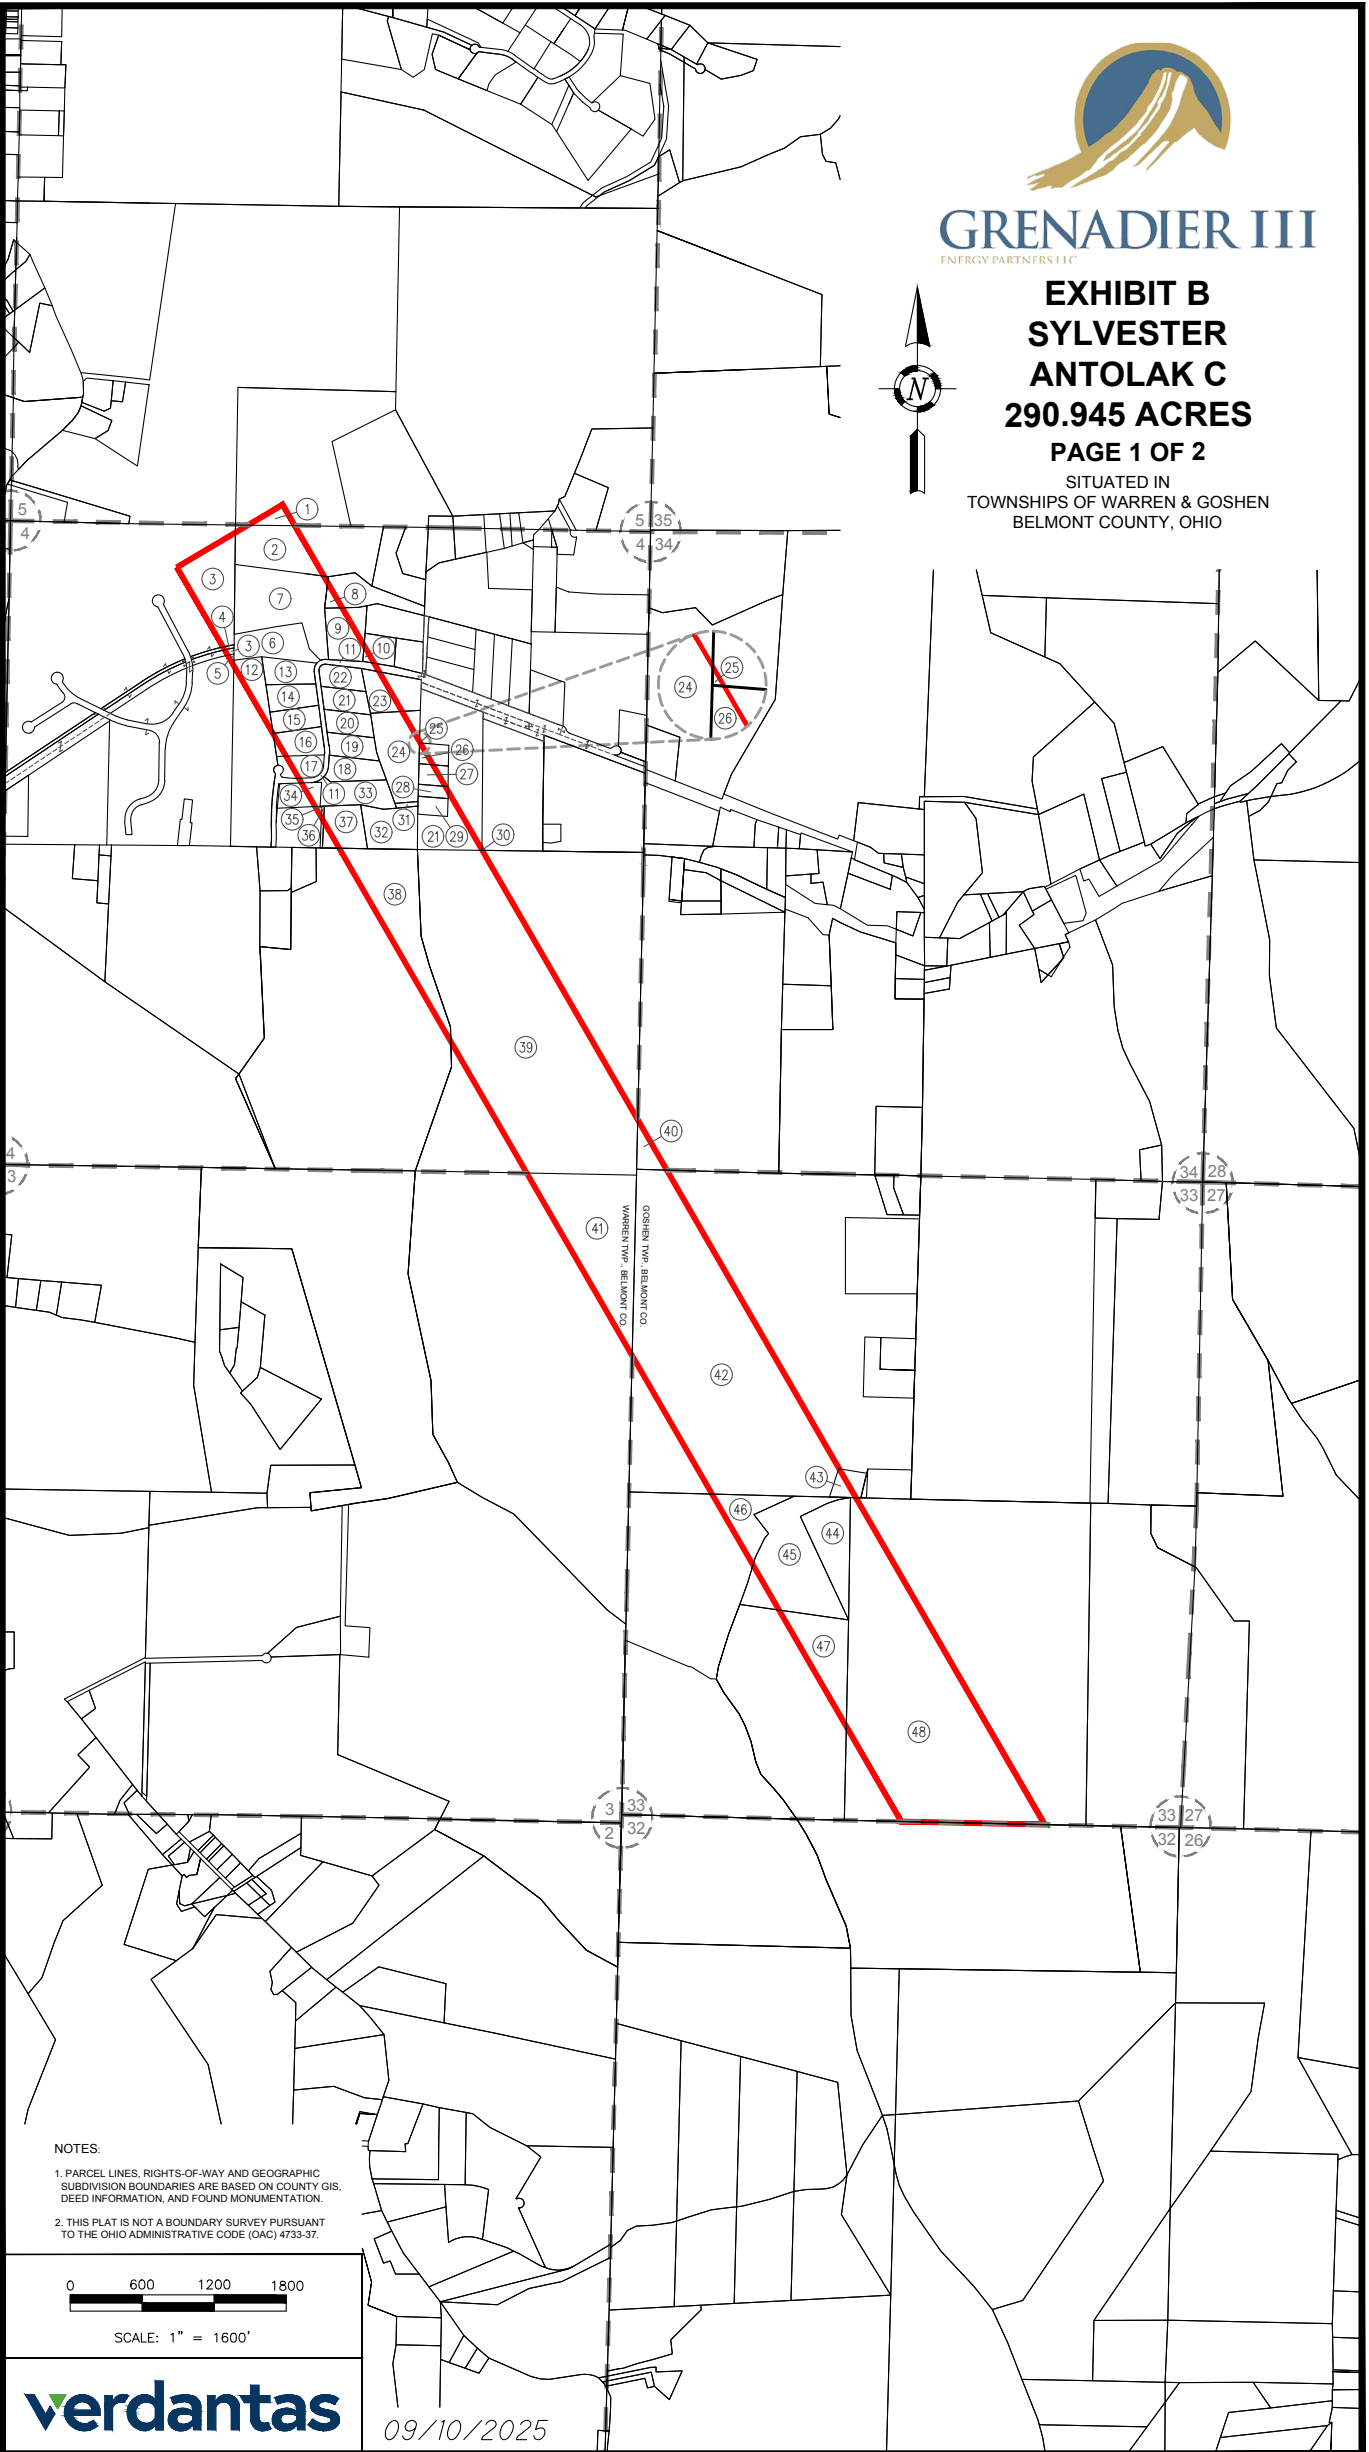 GRENADIER III
ENERGY PARTNERS LLC
EXHIBIT B
SYLVESTER
ANTOLAK C
290.945 ACRES
PAGE 1 OF 2
SITUATED IN
TOWNSHIPS OF WARREN & GOSHEN
BELMONT COUNTY, OHIO
N
5
4
5 35
4 34
1
2
3
7
8
4
9
3 6
11 10
5 12 13
22
14 21 23
15 20
16 19 24 25 26
17 18 27
34 11 33 28
35 37 31
36 32 21 29 30
24 25
26
38
39
40
4
3
34 28
33 27
41
GOSHEN TWP., BELMONT CO.
WARREN TWP., BELMONT CO.
42
43
46
44
45
47
48
3 33
2 32
33 27
32 26
NOTES:
1. PARCEL LINES, RIGHTS-OF-WAY AND GEOGRAPHIC
SUBDIVISION BOUNDARIES ARE BASED ON COUNTY GIS,
DEED INFORMATION, AND FOUND MONUMENTATION.
2. THIS PLAT IS NOT A BOUNDARY SURVEY PURSUANT
TO THE OHIO ADMINISTRATIVE CODE (OAC) 4733-37.
0 600 1200 1800
SCALE: 1" = 1600'
verdantas
09/10/2025